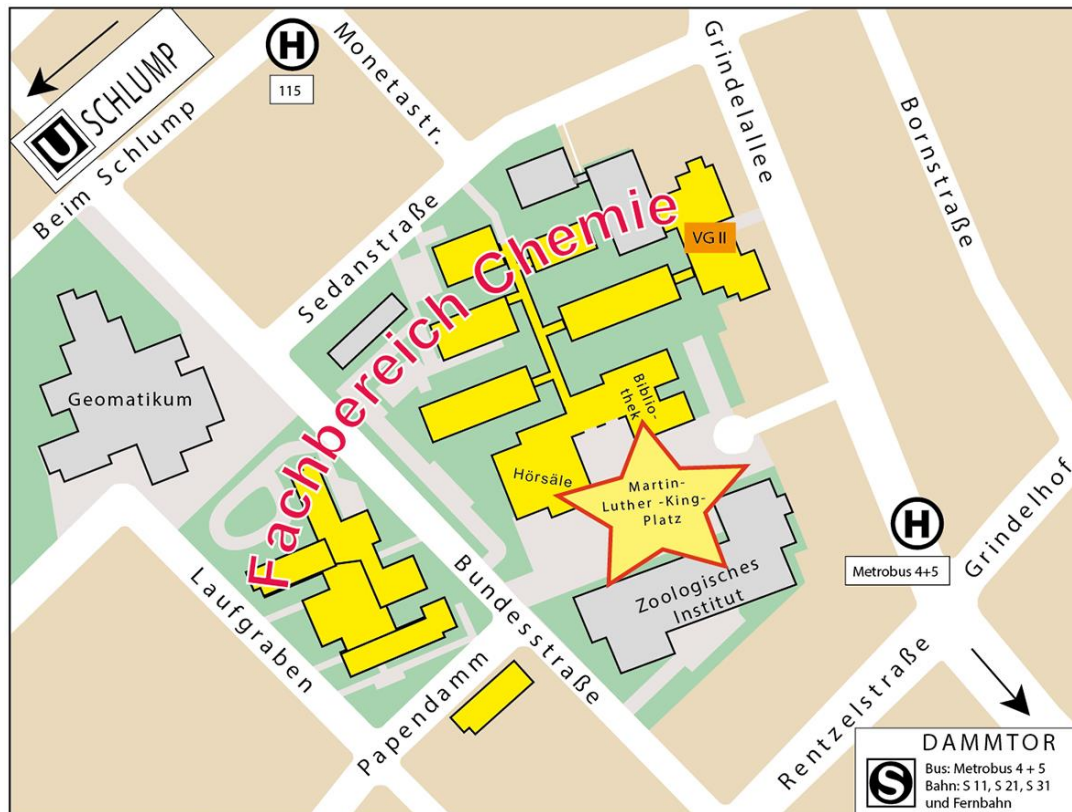 U SCHLUMP
H
115
Monetastr.
Beim Schlump
Grindelallee
Bornstraße
Sedanstraße
Fachbereich Chemie
VG II
Geomatikum
Biblio-
thek
Hörsäle
Martin-
Luther -King-
Platz
Zoologisches
Institut
H
Metrobus 4+5
Grindelhof
Laufgraben
Bundesstraße
Papendamm
Rentzelstraße
DAMMTOR
S
Bus: Metrobus 4 + 5
Bahn: S 11, S 21, S 31
und Fernbahn